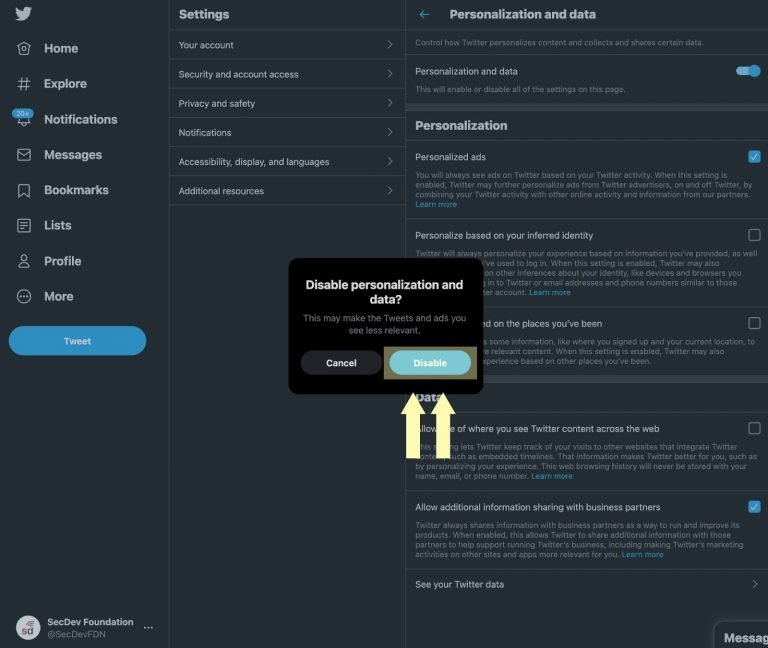 Home
Explore
20+
Notifications
Messages
Bookmarks
Lists
Profile
More
Tweet
sd
SecDev Foundation
@SecDevFDN
Settings
Your account
Security and account access
Privacy and safety
Notifications
Accessibility, display, and languages
Additional resources
Personalization and data
Control how Twitter personalizes content and collects and shares certain data.
Personalization and data
This will enable or disable all of the settings on this page.
Personalization
Personalized ads
You will always see ads on Twitter based on your Twitter activity. When this setting is
enabled, Twitter may further personalize ads from Twitter advertisers, on and off Twitter, by
combining your Twitter activity with other online activity and information from our partners.
Learn more
Personalize based on your inferred identity
Twitter will always personalize your experience based on information you've provided, as well
've used to log in. When this setting is enabled, Twitter may also
on other inferences about your identity, like devices and browsers you
g in to Twitter or email addresses and phone numbers similar to those
tter account. Learn more
ed on the places you've been
s some information, like where you signed up and your current location, to
re relevant content. When this setting is enabled, Twitter may also
experience based on other places you've been.
Disable personalization and
data?
This may make the Tweets and ads you
see less relevant.
Cancel
Disable
Data
e of where you see Twitter content across the web
This lets Twitter keep track of your visits to other websites that integrate Twitter
such as embedded timelines. That information makes Twitter better for you, such as
by personalizing your experience. This web browsing history will never be stored with your
name, email, or phone number. Learn more
Allow additional information sharing with business partners
Twitter always shares information with business partners as a way to run and improve its
products. When enabled, this allows Twitter to share additional information with those
partners to help support running Twitter's business, including making Twitter's marketing
activities on other sites and apps more relevant for you. Learn more
See your Twitter data
Messag